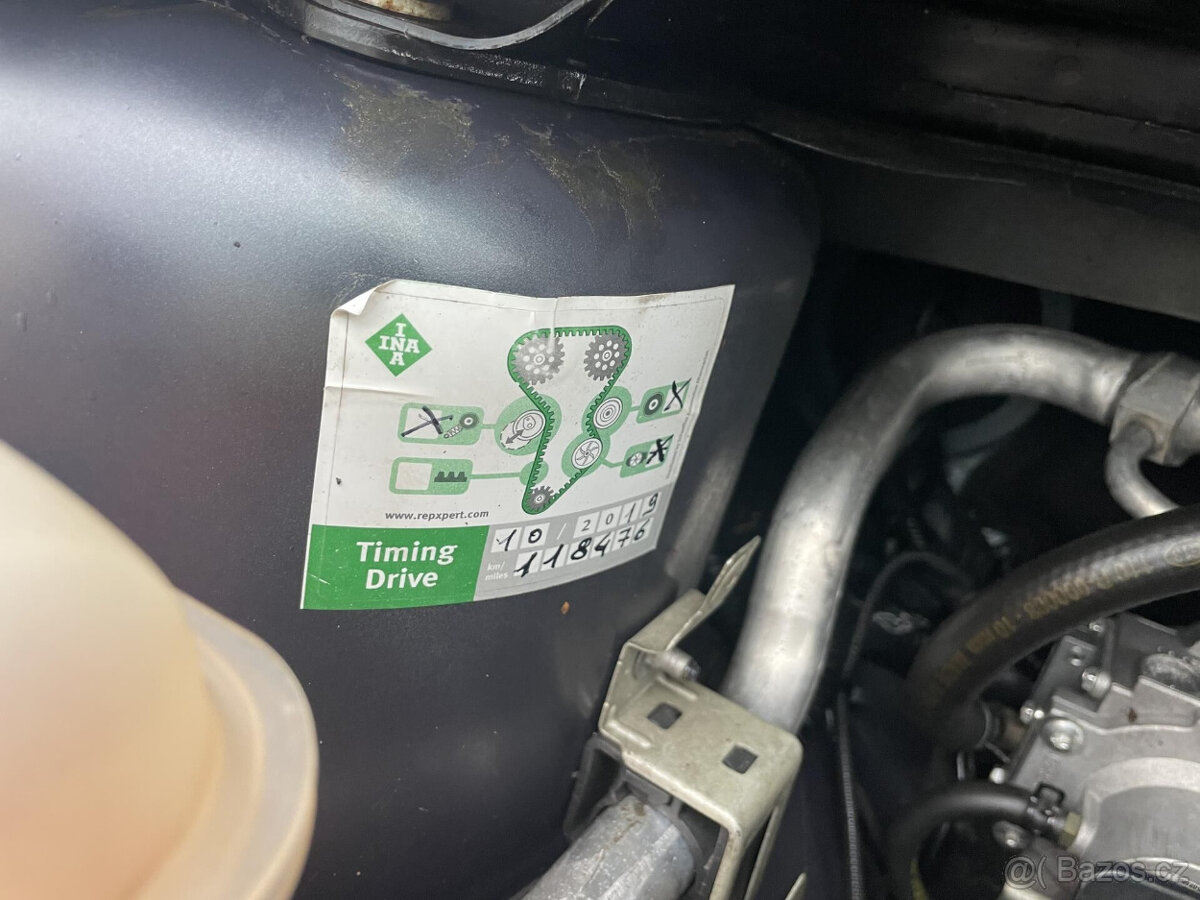 I
INA
A
www.repxpert.com
Timing
Drive
10/2019
km/
miles 118476
@( Bazos.cz